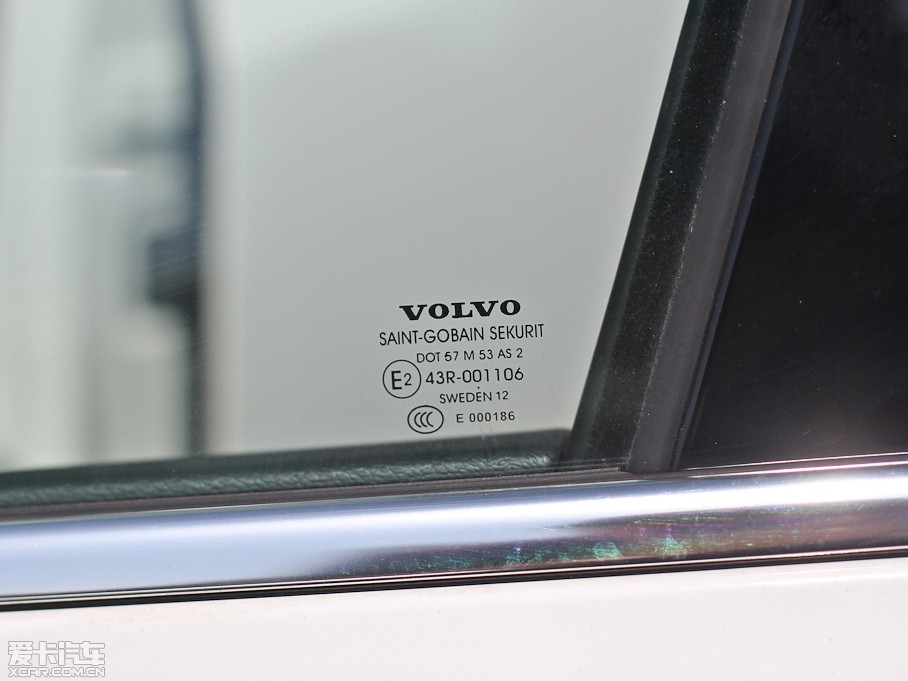 VOLVO
SAINT-GOBAIN SEKURIT
DOT 57 M 53 AS 2
E2 43R-001106
SWEDEN 12
CCC E 000186
爱卡汽车
XCAR.COM.CN